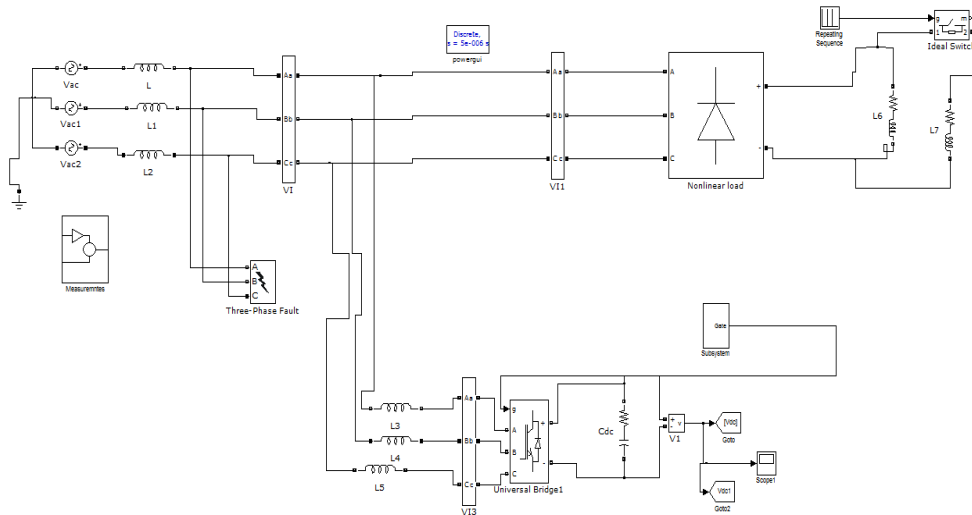 Discrete,
s = 5e-006 s
powergui
Repeating
Sequence
g
m
1
2
Ideal Switch
Vac
L
Aa
Aa
A
+
Vac1
L1
Bb
Bb
B
L6
L7
Vac2
L2
Cc
Cc
C
-
VI
VI1
Nonlinear load
Measuremntes
A
B
C
Three-Phase Fault
Gate
Subsystem
L3
Aa
g
A
+
Cdc
+
-
v
V1
[Vdc]
Goto
L4
Bb
B
L5
Cc
C
-
VI3
Universal Bridge1
Scope1
Vdc1
Goto2